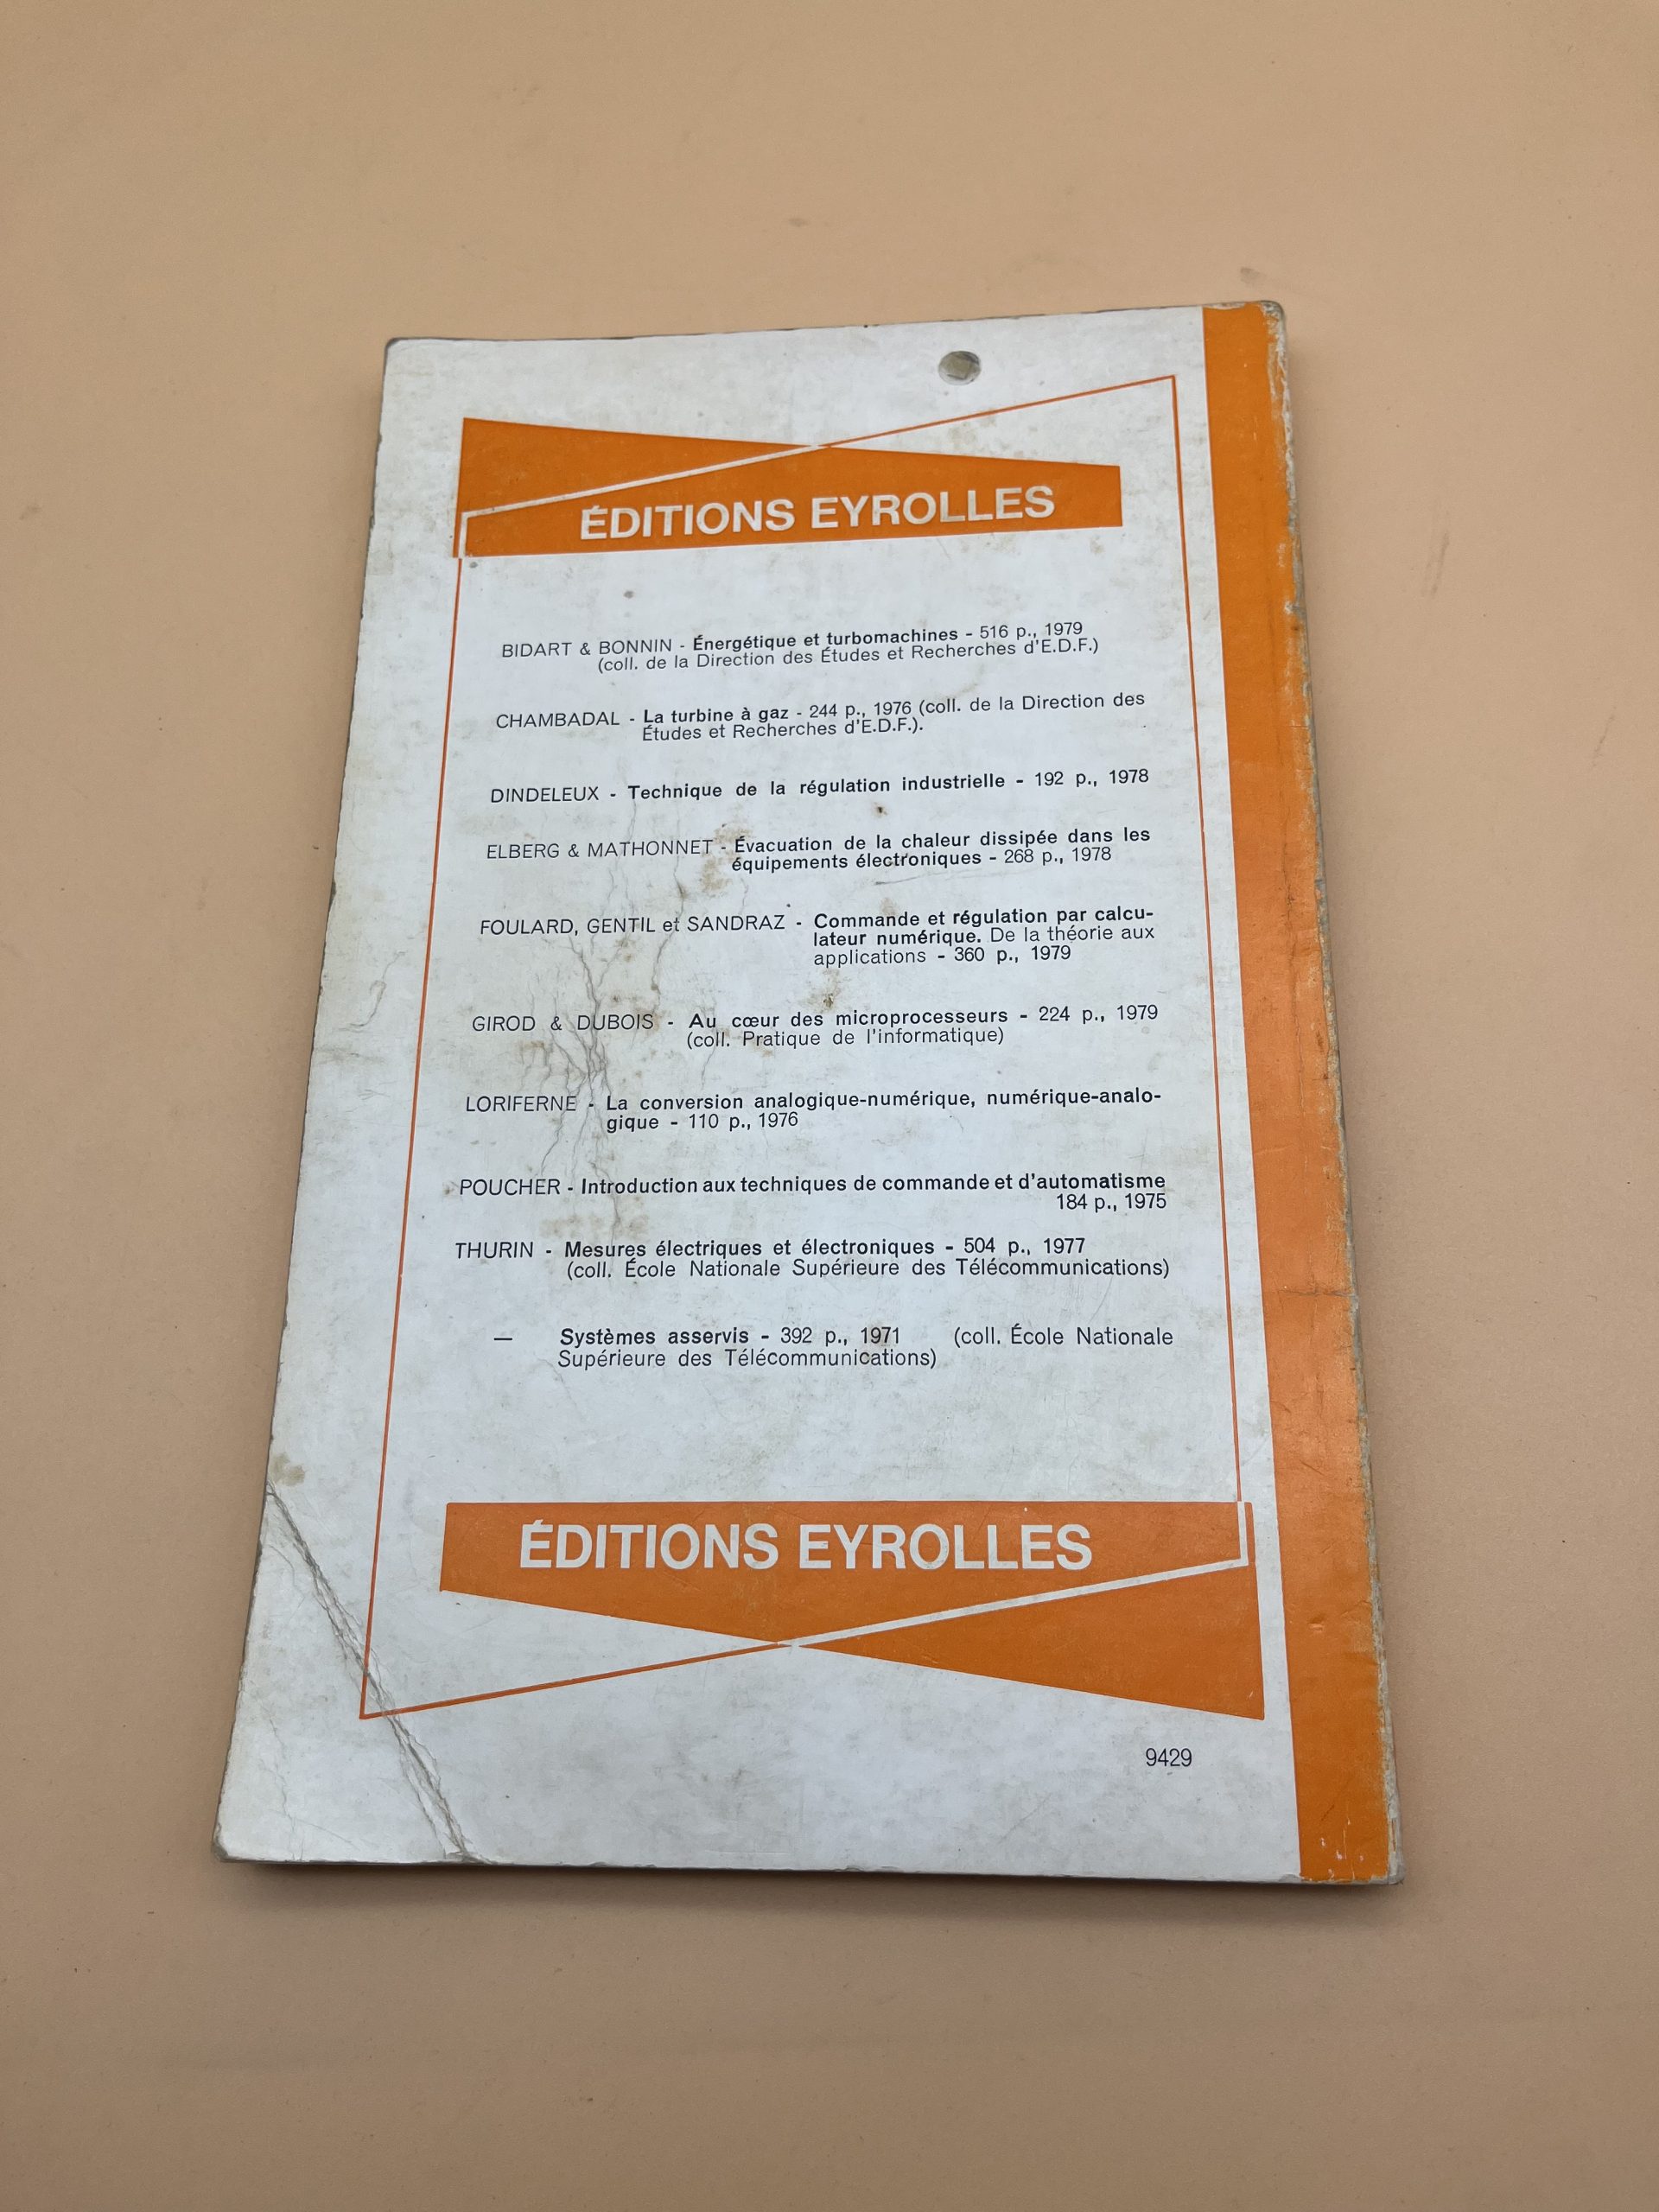 ÉDITIONS EYROLLES
BIDART & BONNIN - Énergétique et turbomachines - 516 p., 1979
(coll. de la Direction des Études et Recherches d'E.D.F.)
CHAMBADAL - La turbine à gaz - 244 p., 1976 (coll. de la Direction des
Études et Recherches d'E.D.F.).
DINDELEUX - Technique de la régulation industrielle - 192 p., 1978
ELBERG & MATHONNET - Évacuation de la chaleur dissipée dans les
équipements électroniques - 268 p., 1978
FOULARD, GENTIL et SANDRAZ - Commande et régulation par calcu-
lateur numérique. De la théorie aux
applications - 360 p., 1979
GIROD & DUBOIS - Au cœur des microprocesseurs - 224 p., 1979
(coll. Pratique de l'informatique)
LORIFERNE - La conversion analogique-numérique, numérique-analo-
gique - 110 p., 1976
POUCHER - Introduction aux techniques de commande et d'automatisme
184 p., 1975
THURIN - Mesures électriques et électroniques - 504 p., 1977
(coll. École Nationale Supérieure des Télécommunications)
— Systèmes asservis - 392 p., 1971 (coll. École Nationale
Supérieure des Télécommunications)
ÉDITIONS EYROLLES
9429